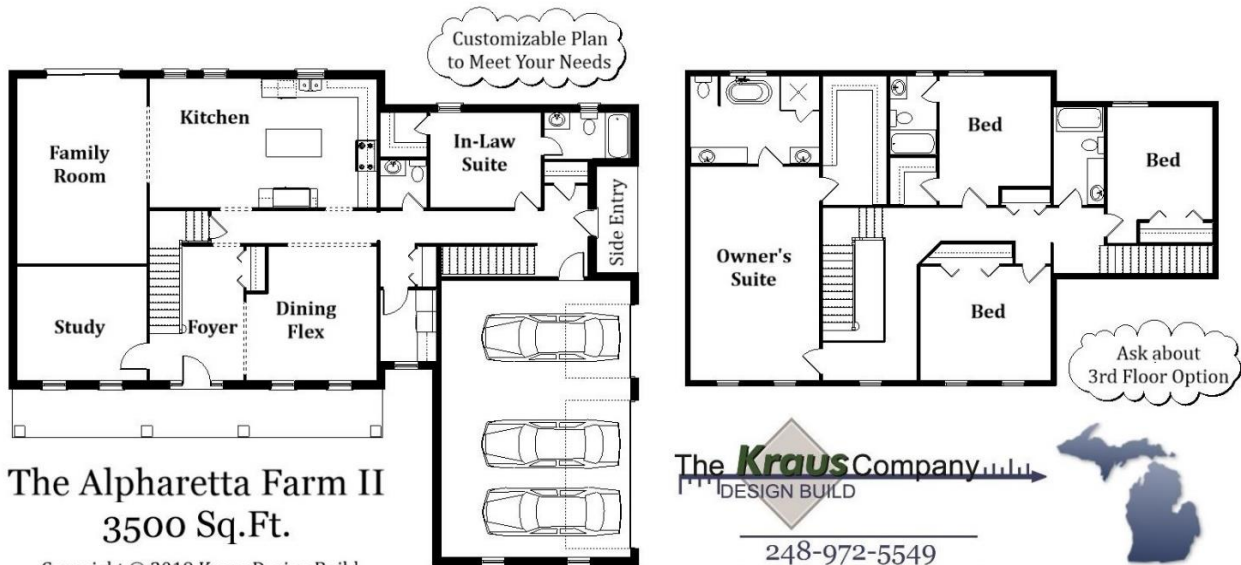 Customizable Plan
to Meet Your Needs
Kitchen
Family
Room
In-Law
Suite
Side Entry
Study
Foyer
Dining
Flex
The Alpharetta Farm II
3500 Sq.Ft.
Bed
Bed
Owner's
Suite
Bed
Ask about
3rd Floor Option
The Kraus Company
DESIGN BUILD
248-972-5549